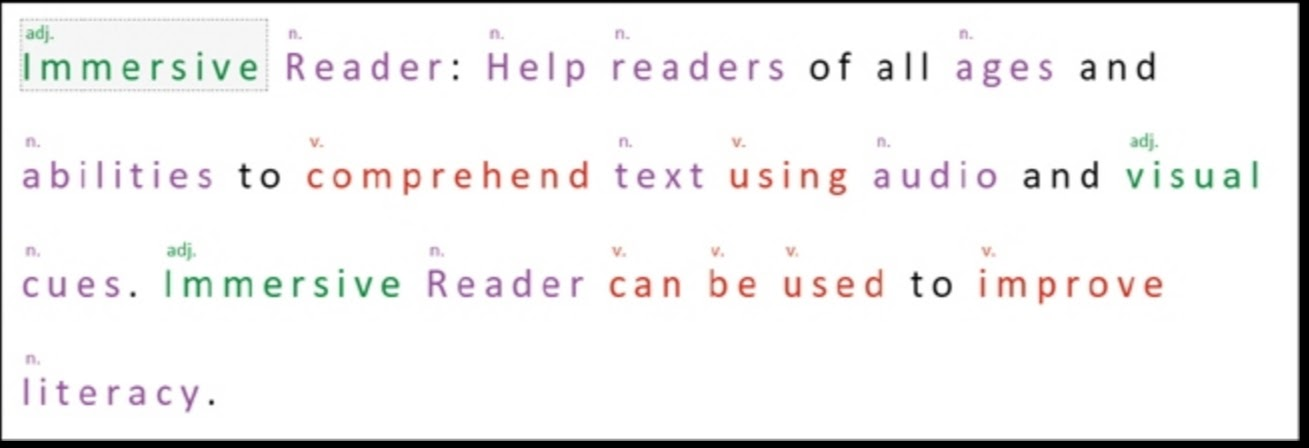 adj. n. n. n. n.
Immersive Reader: Help readers of all ages and
n. v. n. v. n. adj.
abilities to comprehend text using audio and visual
n. adj. n. v. v. v. v.
cues. Immersive Reader can be used to improve
n.
literacy.